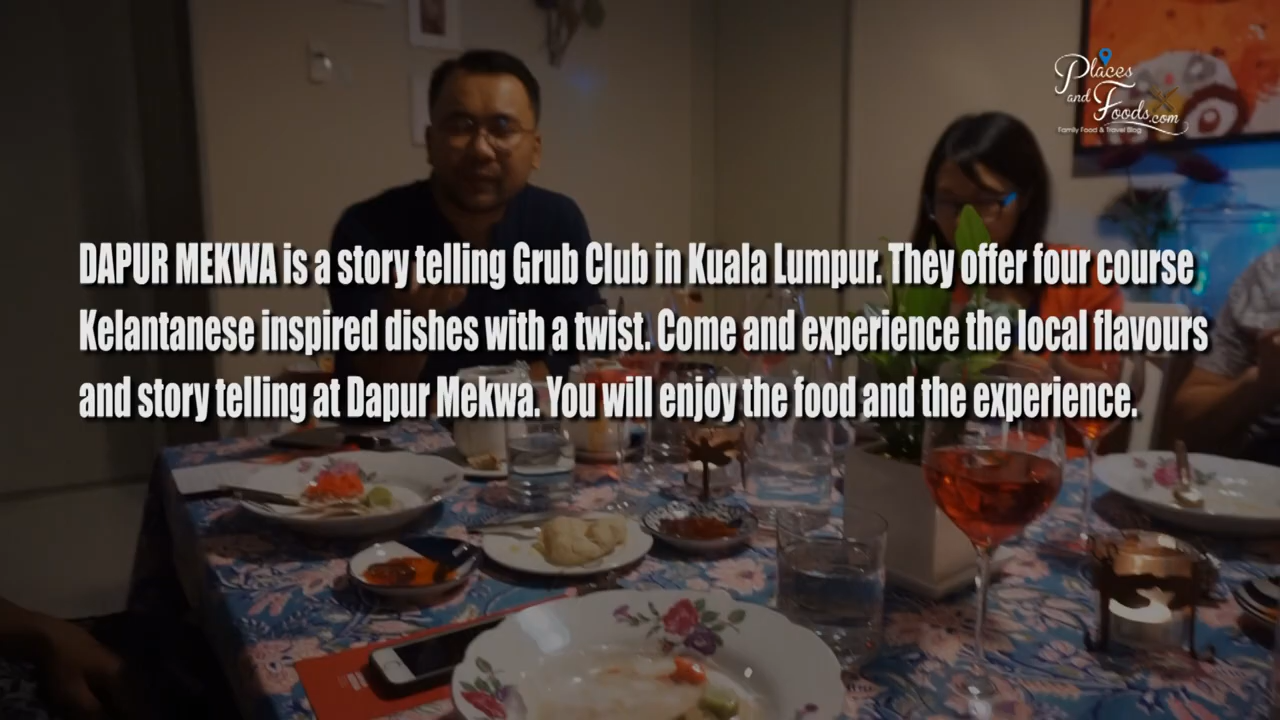 Places
and
Foods.com
Family Food & Travel Blog
DAPUR MEKWA is a story telling Grub Club in Kuala Lumpur. They offer four course
Kelantanese inspired dishes with a twist. Come and experience the local flavours
and story telling at Dapur Mekwa. You will enjoy the food and the experience.